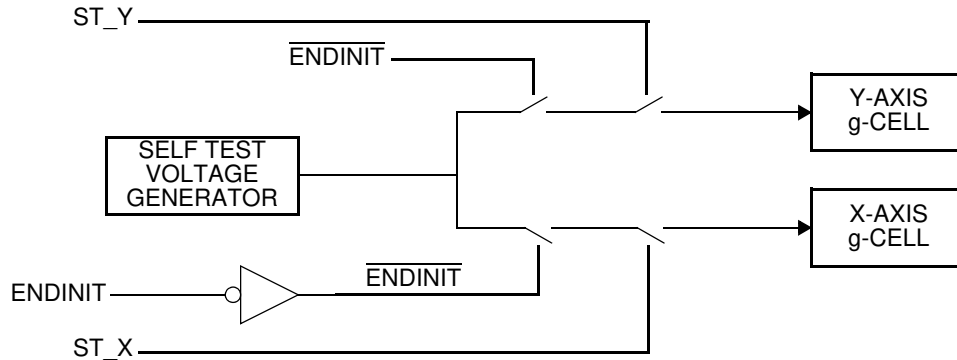 ST_Y
ENDINIT
Y-AXIS
g-CELL
SELF TEST
VOLTAGE
GENERATOR
X-AXIS
g-CELL
ENDINIT
ENDINIT
ST_X